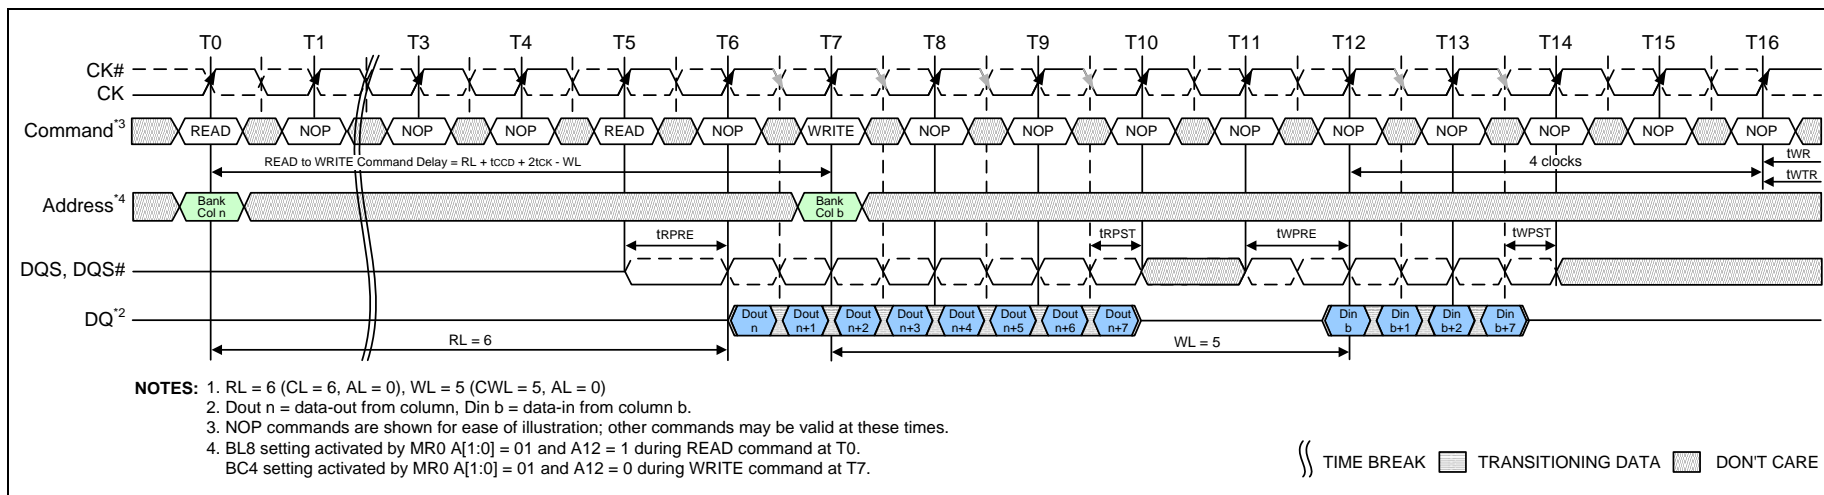 T0 T1 T3 T4 T5 T6 T7 T8 T9 T10 T11 T12 T13 T14 T15 T16
CK#
CK
Command*3 READ NOP NOP NOP READ NOP WRITE NOP NOP NOP NOP NOP NOP NOP NOP NOP
READ to WRITE Command Delay = RL + tCCD + 2tCK - WL 4 clocks tWR
tWTR
Address*4 Bank Col n Bank Col b
tRPRE tRPST tWPRE tWPST
DQS, DQS#
DQ*2 Dout n Dout n+1 Dout n+2 Dout n+3 Dout n+4 Dout n+5 Dout n+6 Dout n+7 Din b Din b+1 Din b+2 Din b+7
RL = 6 WL = 5
NOTES: 1. RL = 6 (CL = 6, AL = 0), WL = 5 (CWL = 5, AL = 0)
2. Dout n = data-out from column, Din b = data-in from column b.
3. NOP commands are shown for ease of illustration; other commands may be valid at these times.
4. BL8 setting activated by MR0 A[1:0] = 01 and A12 = 1 during READ command at T0.
BC4 setting activated by MR0 A[1:0] = 01 and A12 = 0 during WRITE command at T7.
TIME BREAK TRANSITIONING DATA DON'T CARE